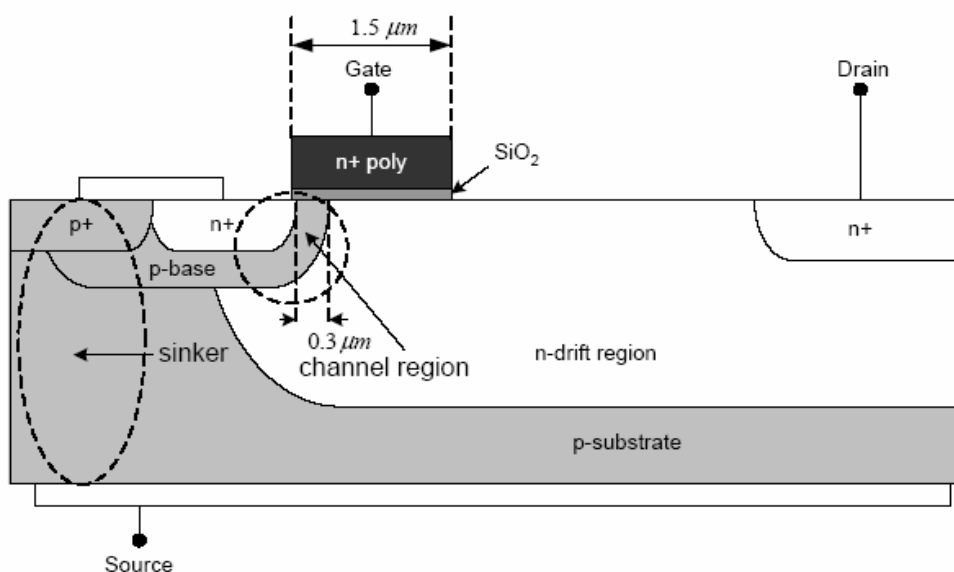 1.5 μm
Gate
Drain
n+ poly
SiO₂
p+
n+
n+
p-base
0.3 μm
sinker
channel region
n-drift region
p-substrate
Source